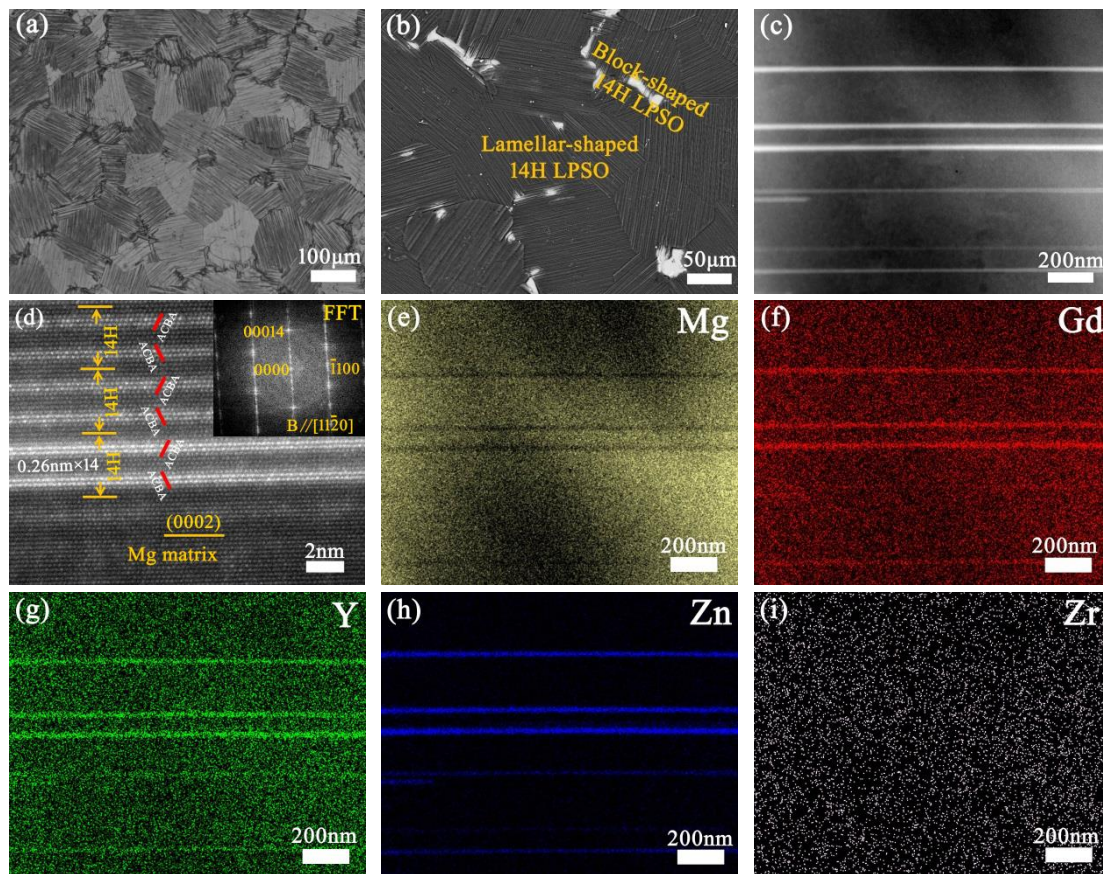 (a)
100μm
(b)
Block-shaped
14H LPSO
Lamellar-shaped
14H LPSO
50μm
(c)
200nm
(d)
14H
14H
14H
ACBA
ACBA
ACBA
ACBA
ACBA
ACBA
0.26nm×14
(0002)
Mg matrix
2nm
FFT
00014
0000
1̄100
B//[112̄0]
(e)
Mg
200nm
(f)
Gd
200nm
(g)
Y
200nm
(h)
Zn
200nm
(i)
Zr
200nm